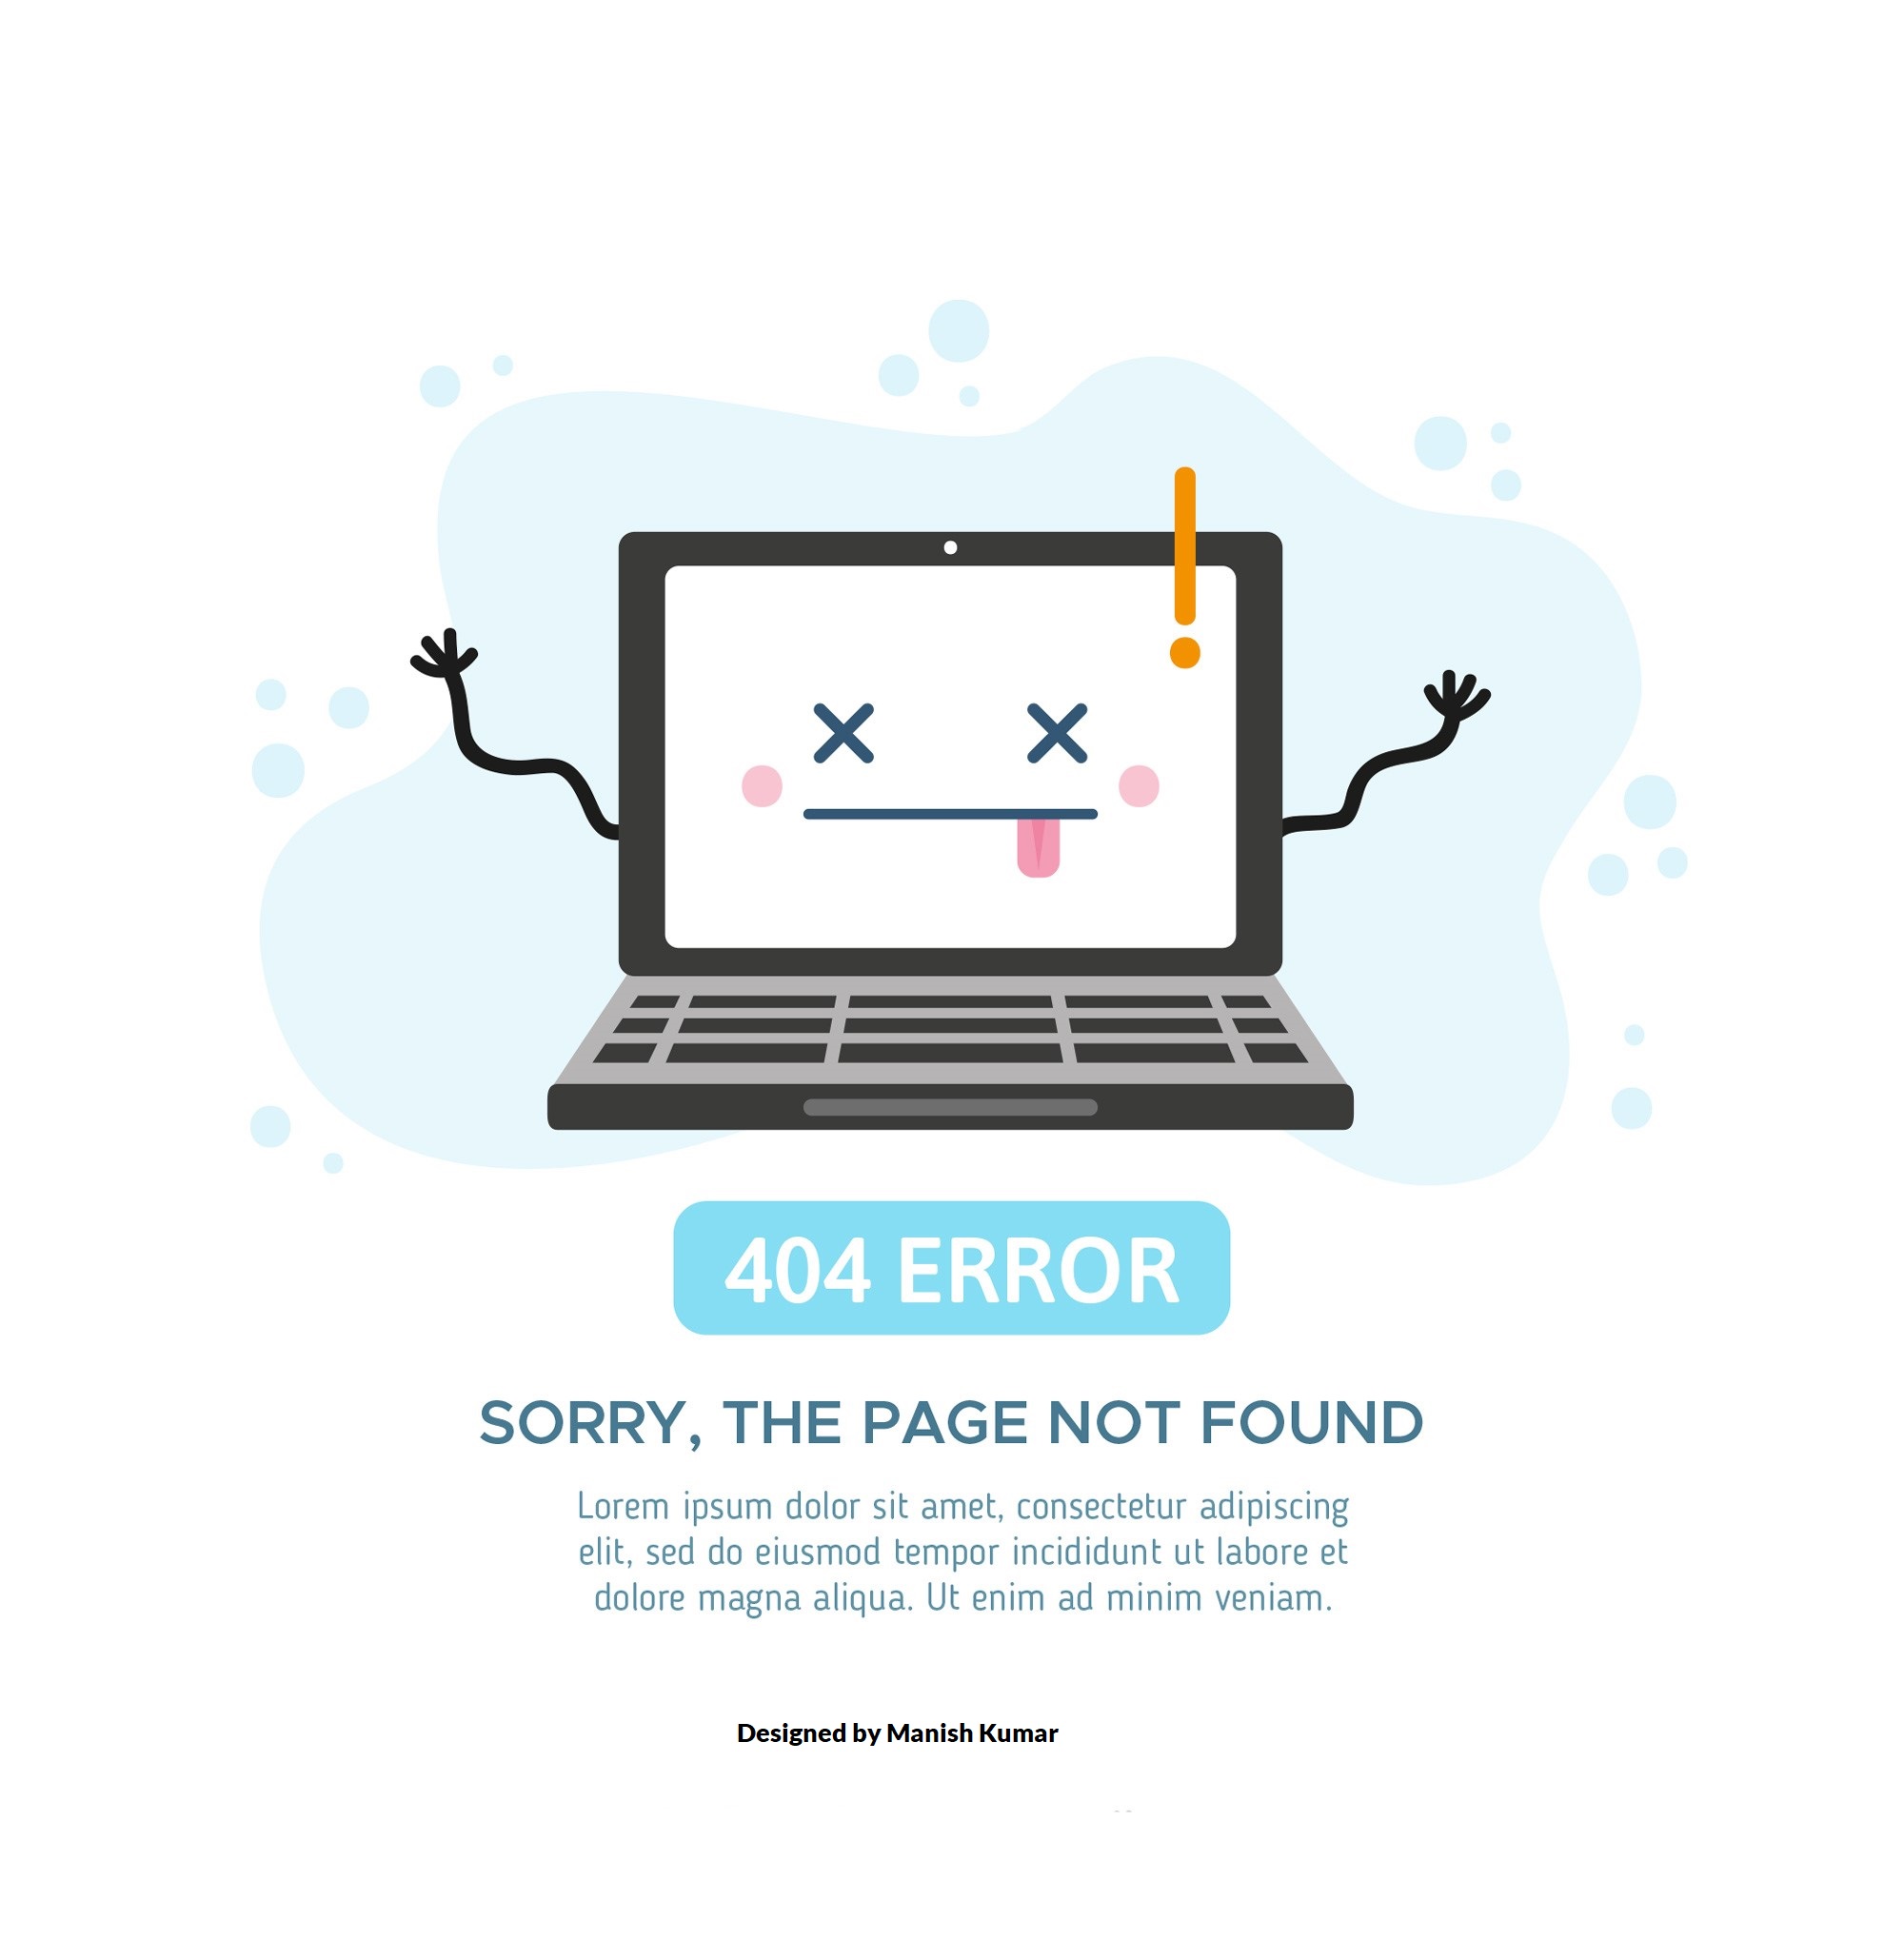 404 ERROR
SORRY, THE PAGE NOT FOUND
Lorem ipsum dolor sit amet, consectetur adipiscing
elit, sed do eiusmod tempor incididunt ut labore et
dolore magna aliqua. Ut enim ad minim veniam.
Designed by Manish Kumar